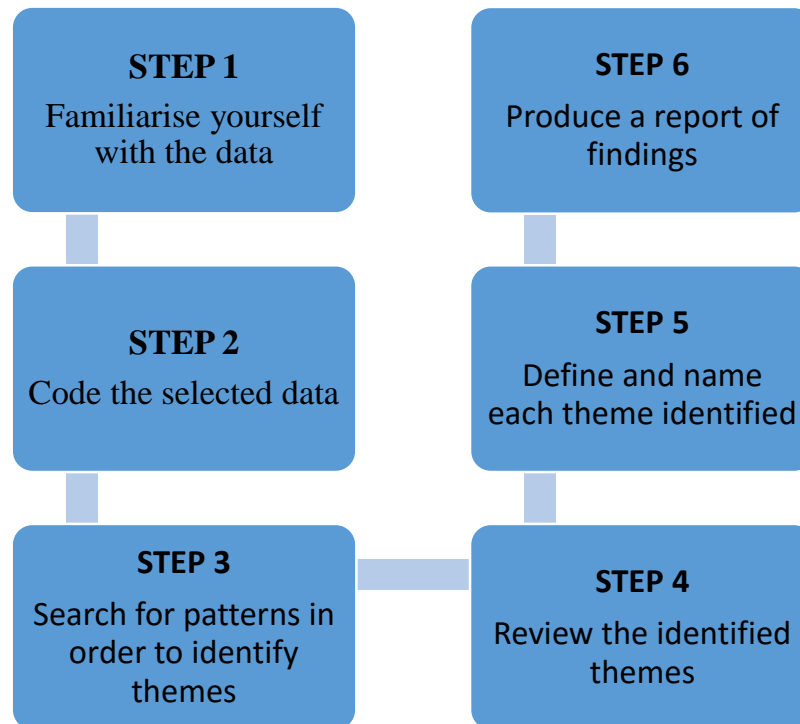 STEP 1
Familiarise yourself
with the data
STEP 2
Code the selected data
STEP 3
Search for patterns in
order to identify
themes
STEP 4
Review the identified
themes
STEP 5
Define and name
each theme identified
STEP 6
Produce a report of
findings